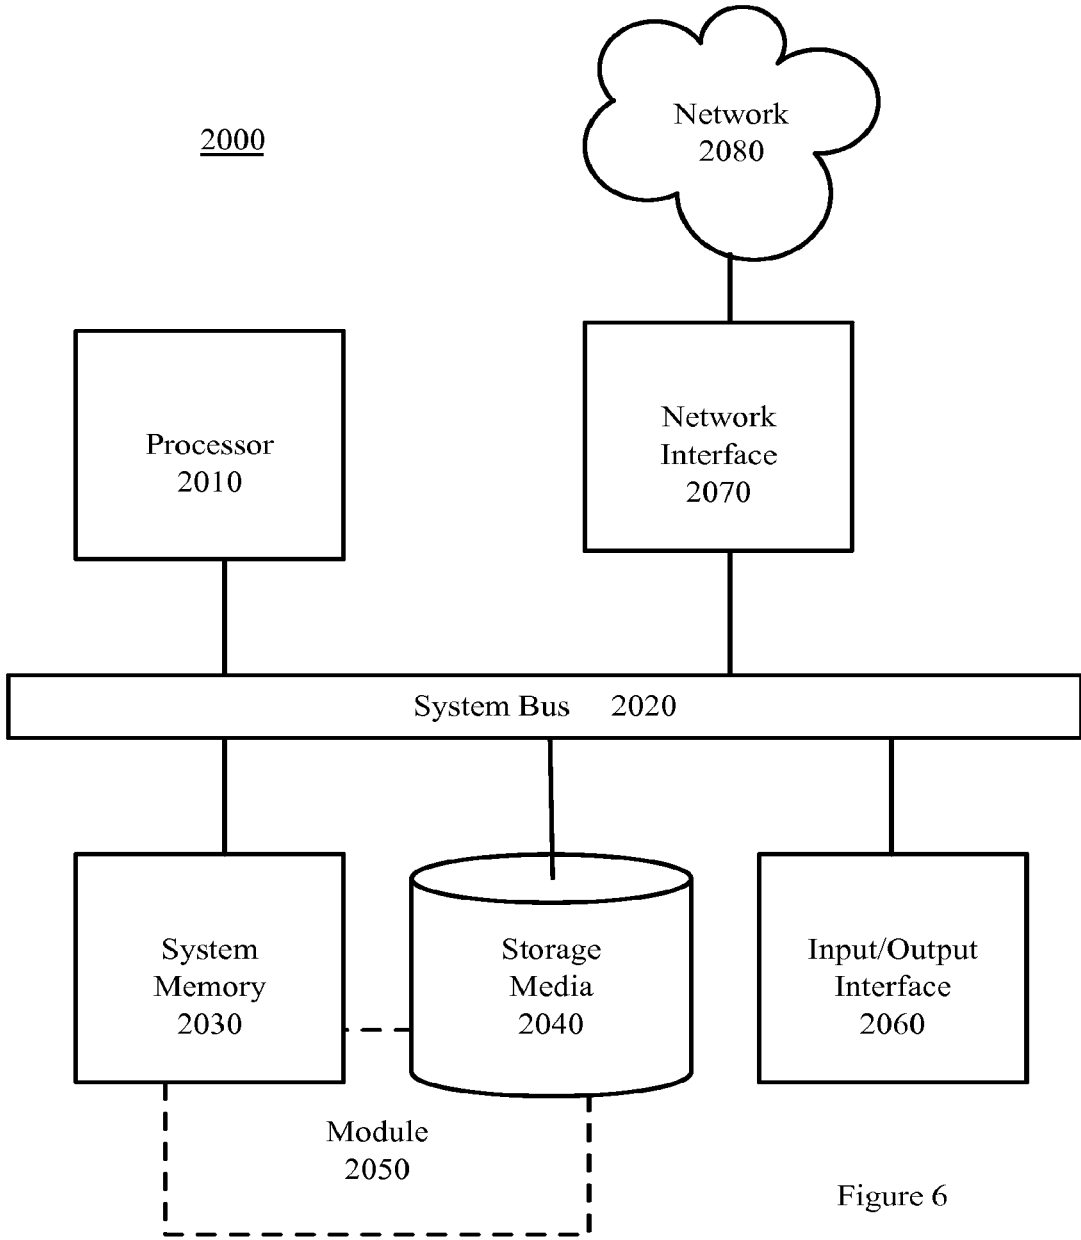 Network
2080
2000
Network
Interface
2070
Processor
2010
System Bus 2020
System
Memory
2030
Storage
Media
2040
Input/Output
Interface
2060
Module
2050
Figure 6